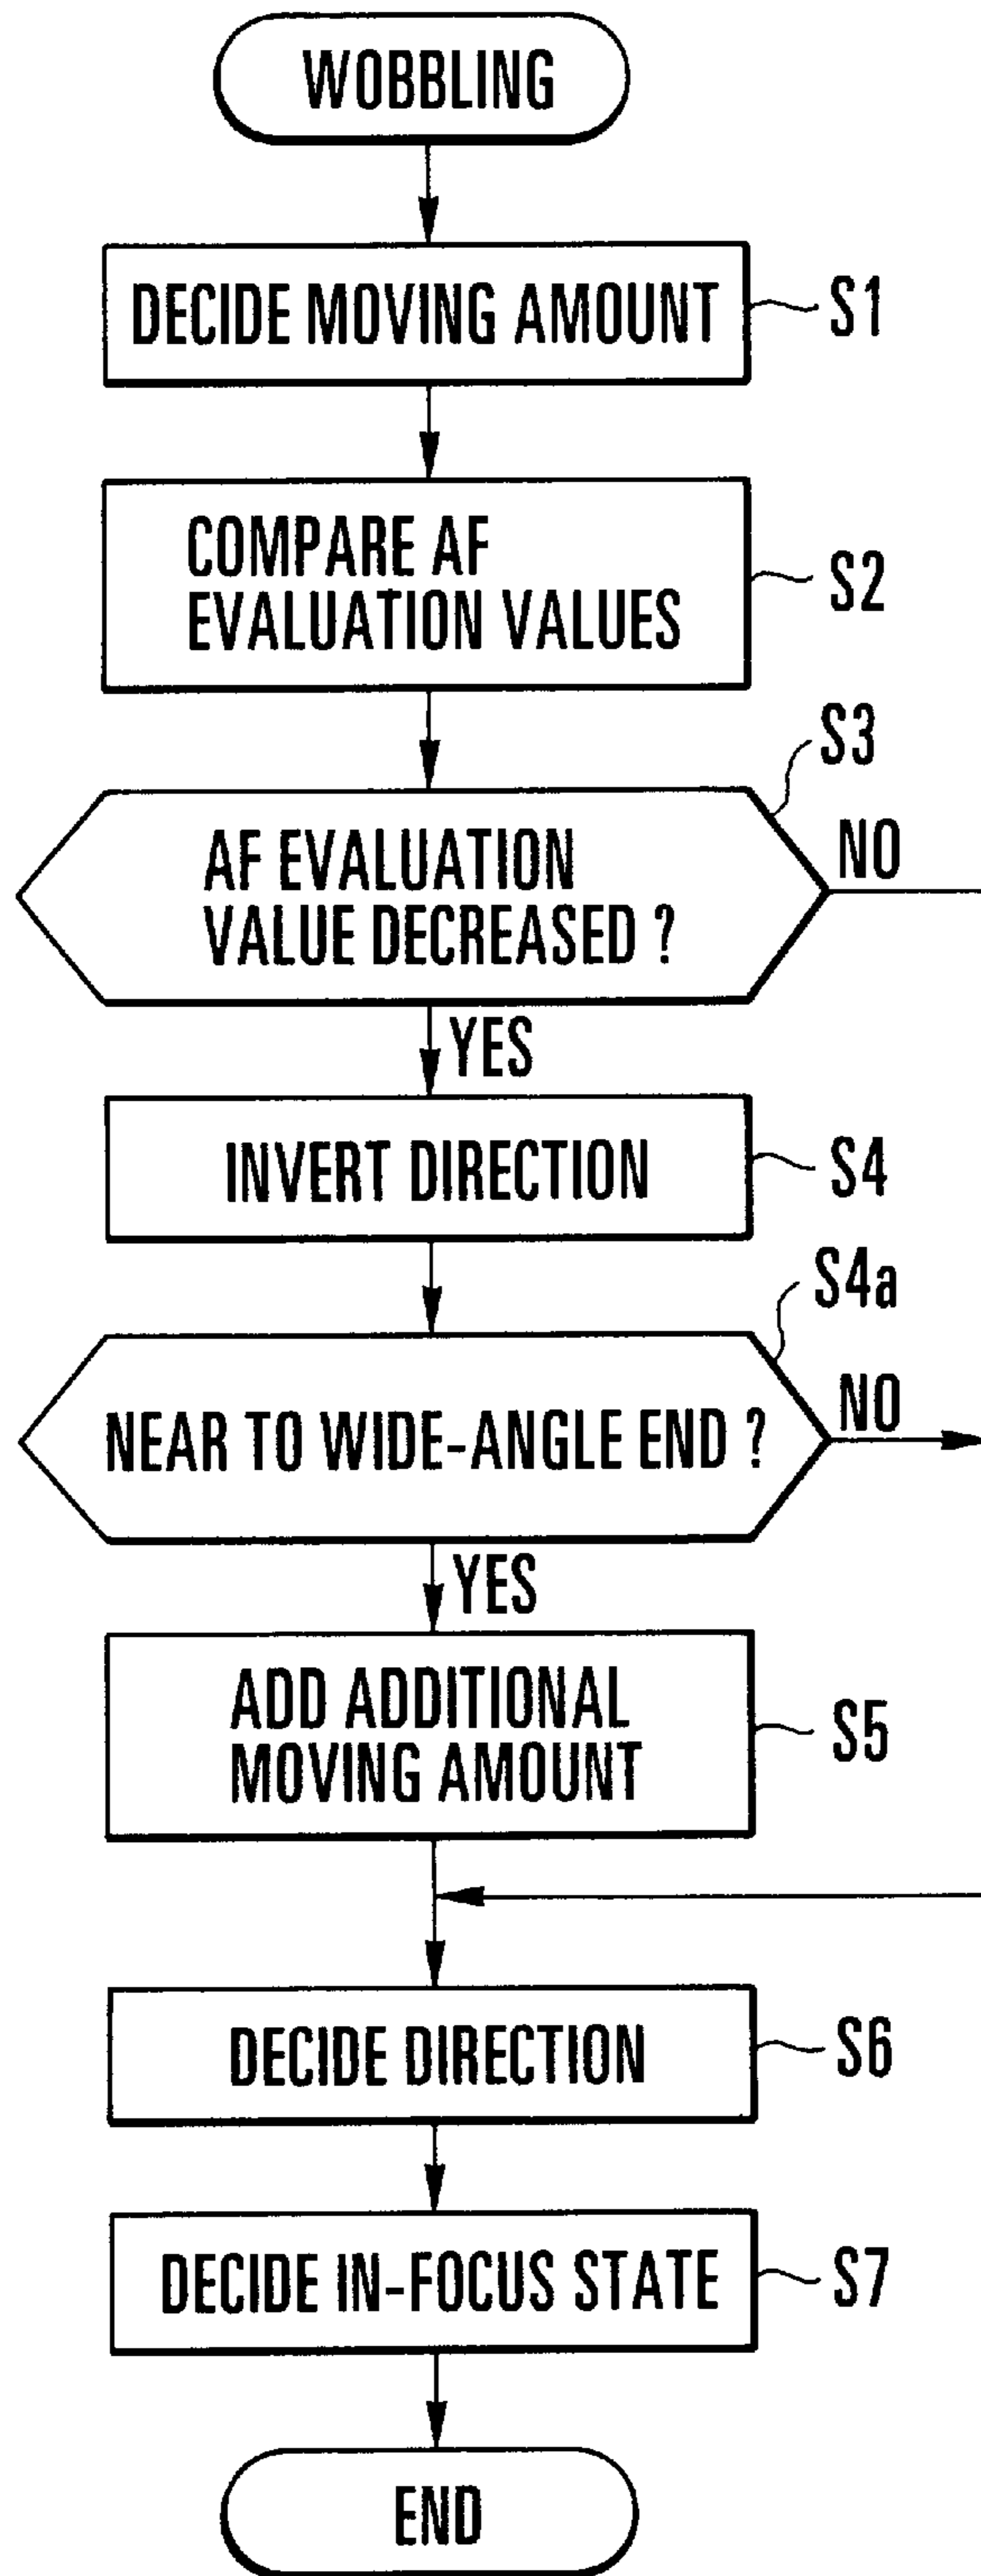 WOBBLING
DECIDE MOVING AMOUNT
S1
COMPARE AF
EVALUATION VALUES
S2
S3
AF EVALUATION
VALUE DECREASED ?
NO
YES
INVERT DIRECTION
S4
S4a
NEAR TO WIDE-ANGLE END ?
NO
YES
ADD ADDITIONAL
MOVING AMOUNT
S5
DECIDE DIRECTION
S6
DECIDE IN-FOCUS STATE
S7
END